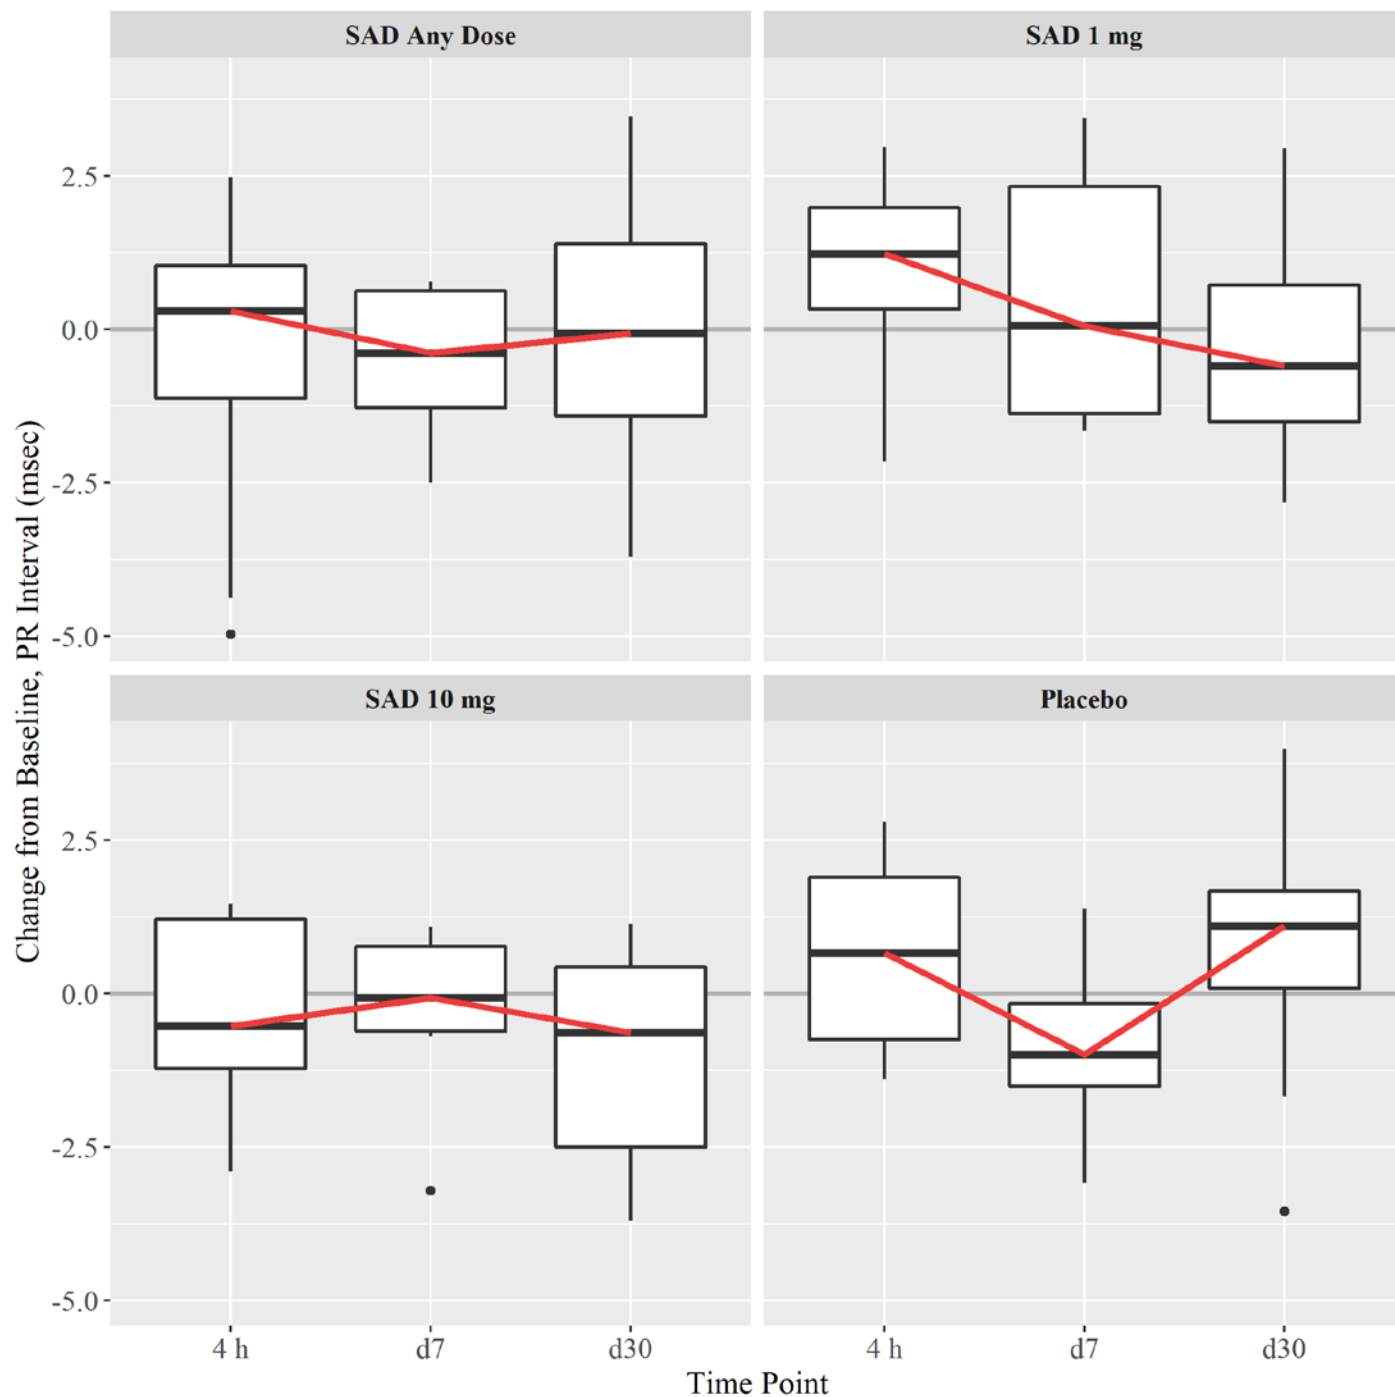 SAD Any Dose
SAD 1 mg
2.5
0.0
-2.5
-5.0
Change from Baseline, PR Interval (msec)
SAD 10 mg
Placebo
2.5
0.0
-2.5
-5.0
4 h
d7
d30
4 h
d7
d30
Time Point